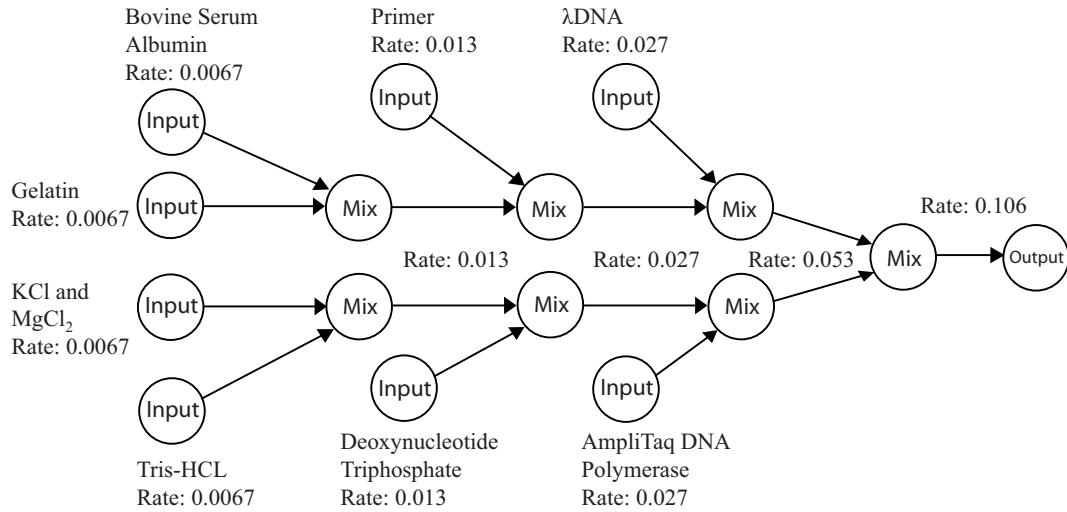 Bovine Serum
Albumin
Rate: 0.0067
Primer
Rate: 0.013
λDNA
Rate: 0.027
Input
Input
Input
Gelatin
Rate: 0.0067
Input
Mix
Mix
Mix
Rate: 0.106
Rate: 0.013
Rate: 0.027
Rate: 0.053
Mix
Output
KCl and
MgCl₂
Rate: 0.0067
Input
Mix
Mix
Mix
Input
Input
Input
Tris-HCL
Rate: 0.0067
Deoxynucleotide
Triphosphate
Rate: 0.013
AmpliTaq DNA
Polymerase
Rate: 0.027